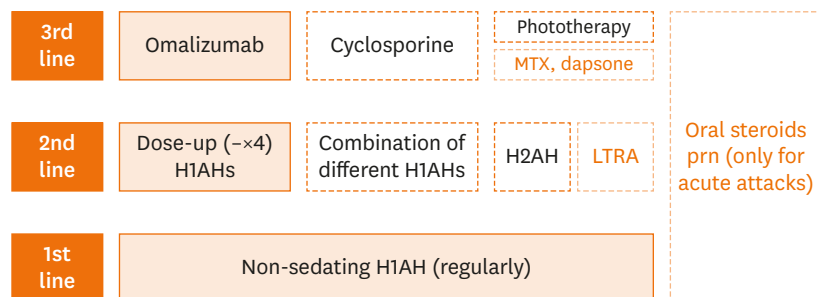 3rd
line
Omalizumab
Cyclosporine
Phototherapy
MTX, dapsone
2nd
line
Dose-up (–×4)
H1AHs
Combination of
different H1AHs
H2AH
LTRA
Oral steroids
prn (only for
acute attacks)
1st
line
Non-sedating H1AH (regularly)